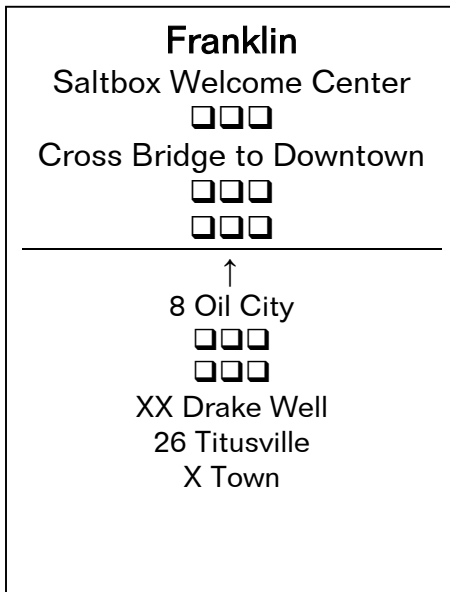 Franklin
Saltbox Welcome Center
❑❑❑
Cross Bridge to Downtown
❑❑❑
❑❑❑
↑
8 Oil City
❑❑❑
❑❑❑
XX Drake Well
26 Titusville
X Town